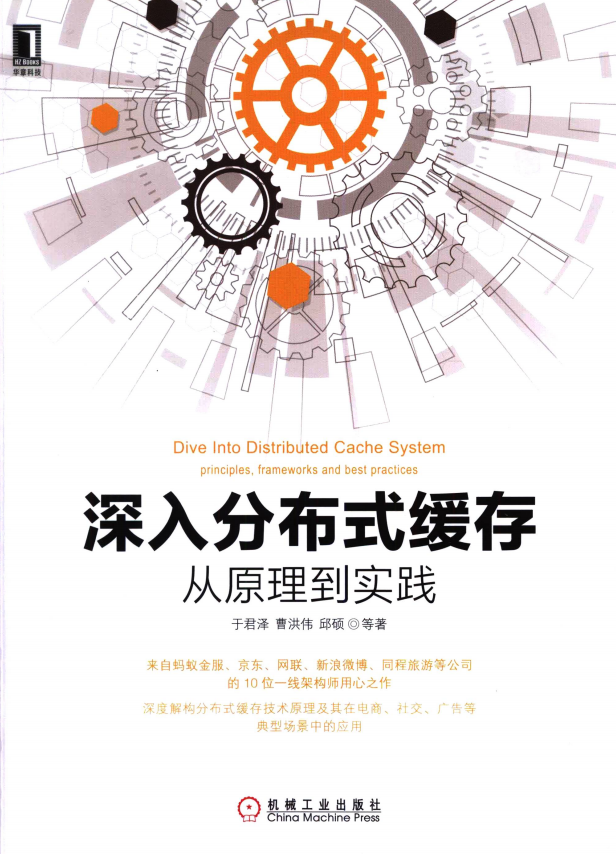 HZ Books
华章科技
Dive Into Distributed Cache System
principles, frameworks and best practices
深入分布式缓存
从原理到实践
于君泽 曹洪伟 邱硕◎等著
来自蚂蚁金服、京东、网联、新浪微博、同程旅游等公司
的 10 位一线架构师用心之作
深度解构分布式缓存技术原理及其在电商、社交、广告等
典型场景中的应用
机械工业出版社
China Machine Press